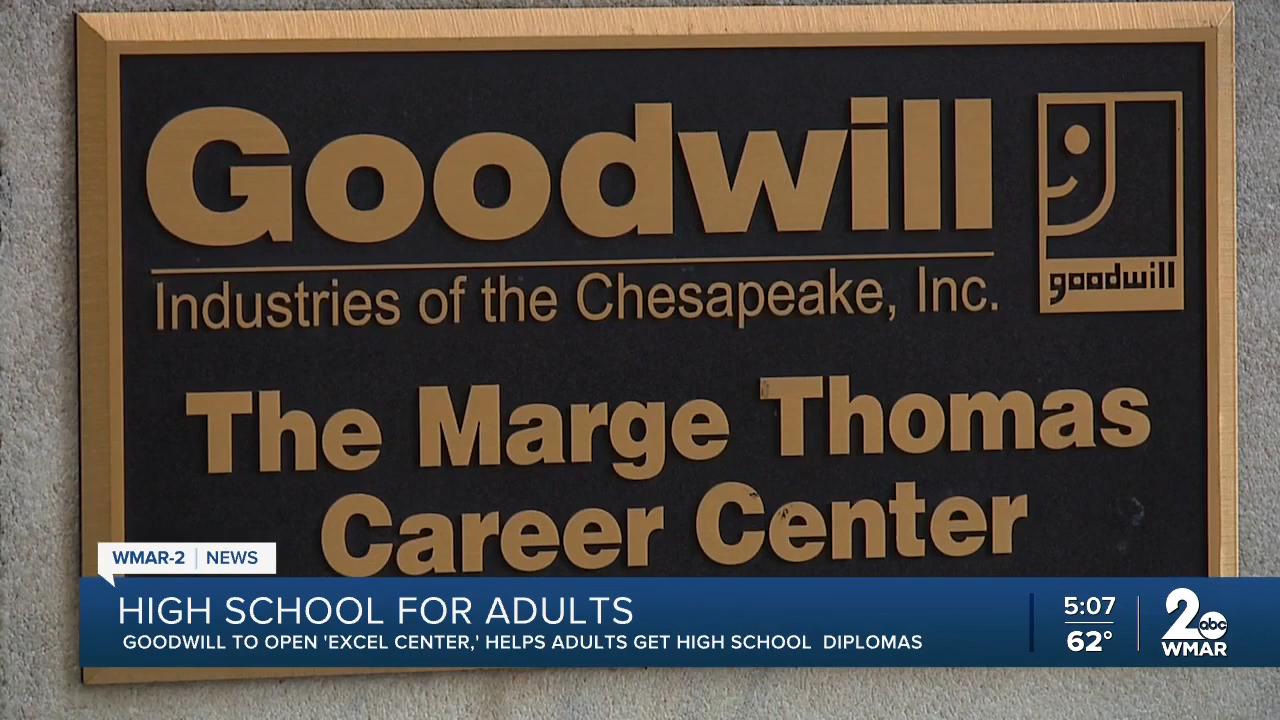 Goodwill
goodwill
Industries of the Chesapeake, Inc.
The Marge Thomas
Career Center
WMAR-2 | NEWS
HIGH SCHOOL FOR ADULTS
GOODWILL TO OPEN 'EXCEL CENTER,' HELPS ADULTS GET HIGH SCHOOL DIPLOMAS
5:07
62°
2 abc
WMAR